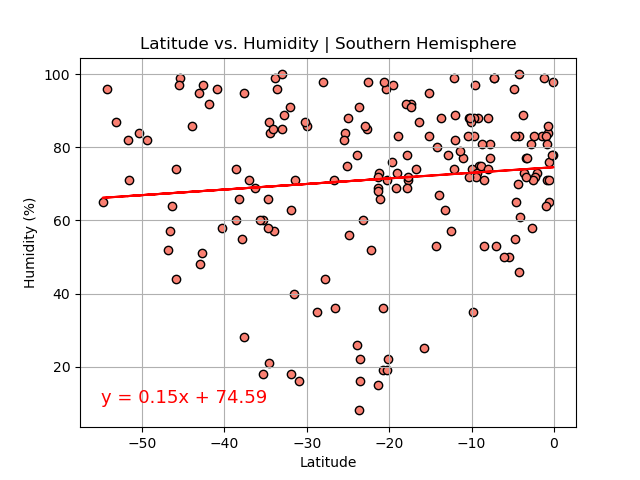 Latitude vs. Humidity | Southern Hemisphere
Humidity (%)
100
80
60
40
20
y = 0.15x + 74.59
−50 −40 −30 −20 −10 0
Latitude